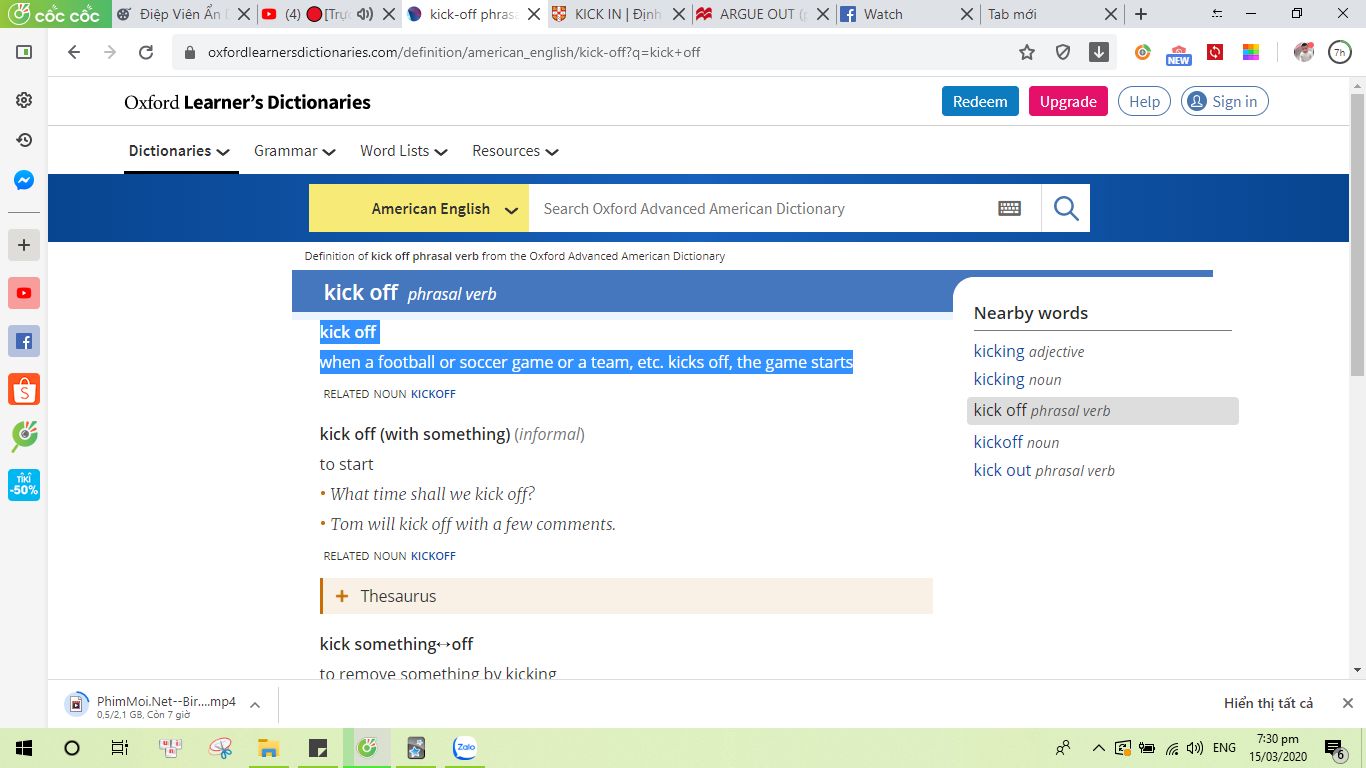 cốc cốc
Điệp Viên Ẩn D
(4) 🔴[Trực
kick-off phras
KICK IN | Định
ARGUE OUT (p
Watch
Tab mới
oxfordlearnersdictionaries.com/definition/american_english/kick-off?q=kick+off
NEW
7h
Oxford Learner's Dictionaries
Redeem
Upgrade
Help
Sign in
Dictionaries
Grammar
Word Lists
Resources
American English
Search Oxford Advanced American Dictionary
Definition of kick off phrasal verb from the Oxford Advanced American Dictionary
kick off phrasal verb
kick off
when a football or soccer game or a team, etc. kicks off, the game starts
RELATED NOUN KICKOFF
kick off (with something) (informal)
to start
• What time shall we kick off?
• Tom will kick off with a few comments.
RELATED NOUN KICKOFF
+ Thesaurus
kick something↔off
to remove something by kicking
Nearby words
kicking adjective
kicking noun
kick off phrasal verb
kickoff noun
kick out phrasal verb
TIKI
-50%
PhimMoi.Net--Bir....mp4
0,5/2,1 GB, Còn 7 giờ
Hiển thị tất cả
Zalo
ENG
7:30 pm
15/03/2020
6